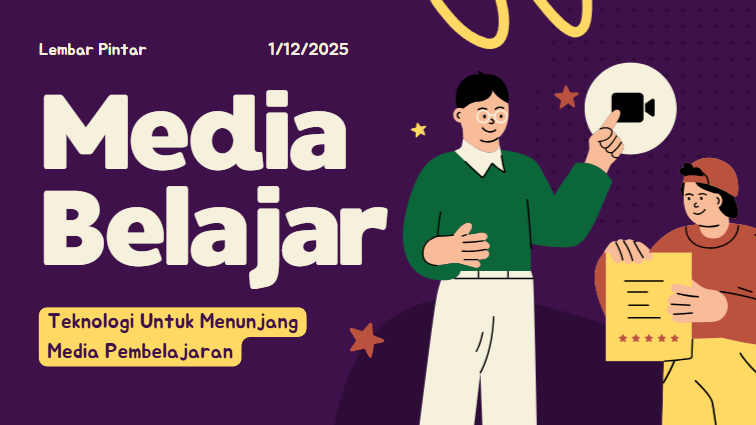 Lembar Pintar
1/12/2025
Media
Belajar
Teknologi Untuk Menunjang
Media Pembelajaran